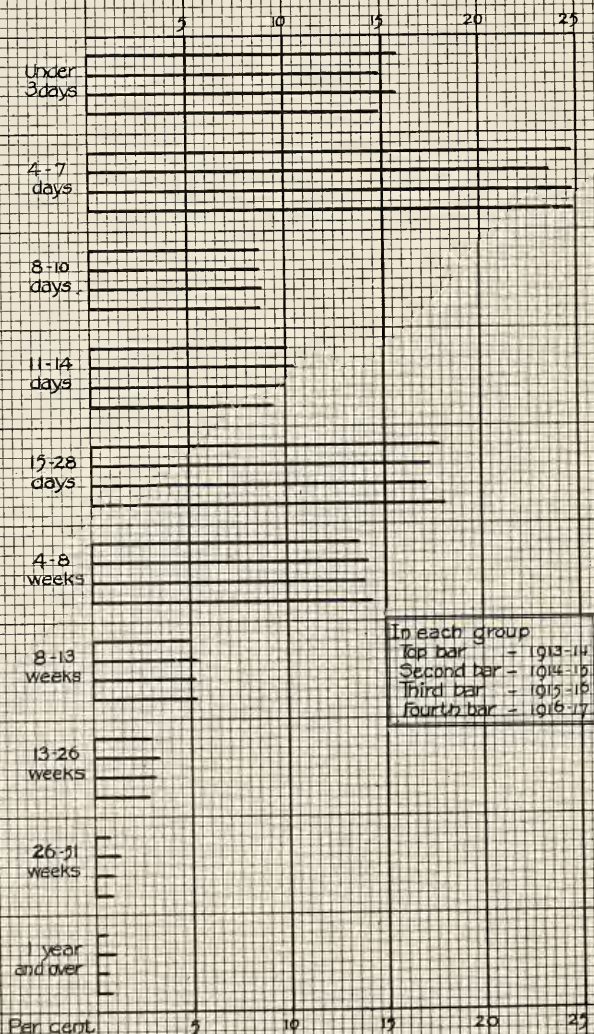 5 10 15 20 25
Under
3 days
4-7
days
8-10
days
11-14
days
15-28
days
4-8
weeks
8-13
weeks
In each group
Top bar - 1913-14
Second bar - 1914-15
Third bar - 1915-16
Fourth bar - 1916-17
13-26
weeks
26-51
weeks
1 year
and over
Per cent. 5 10 15 20 25